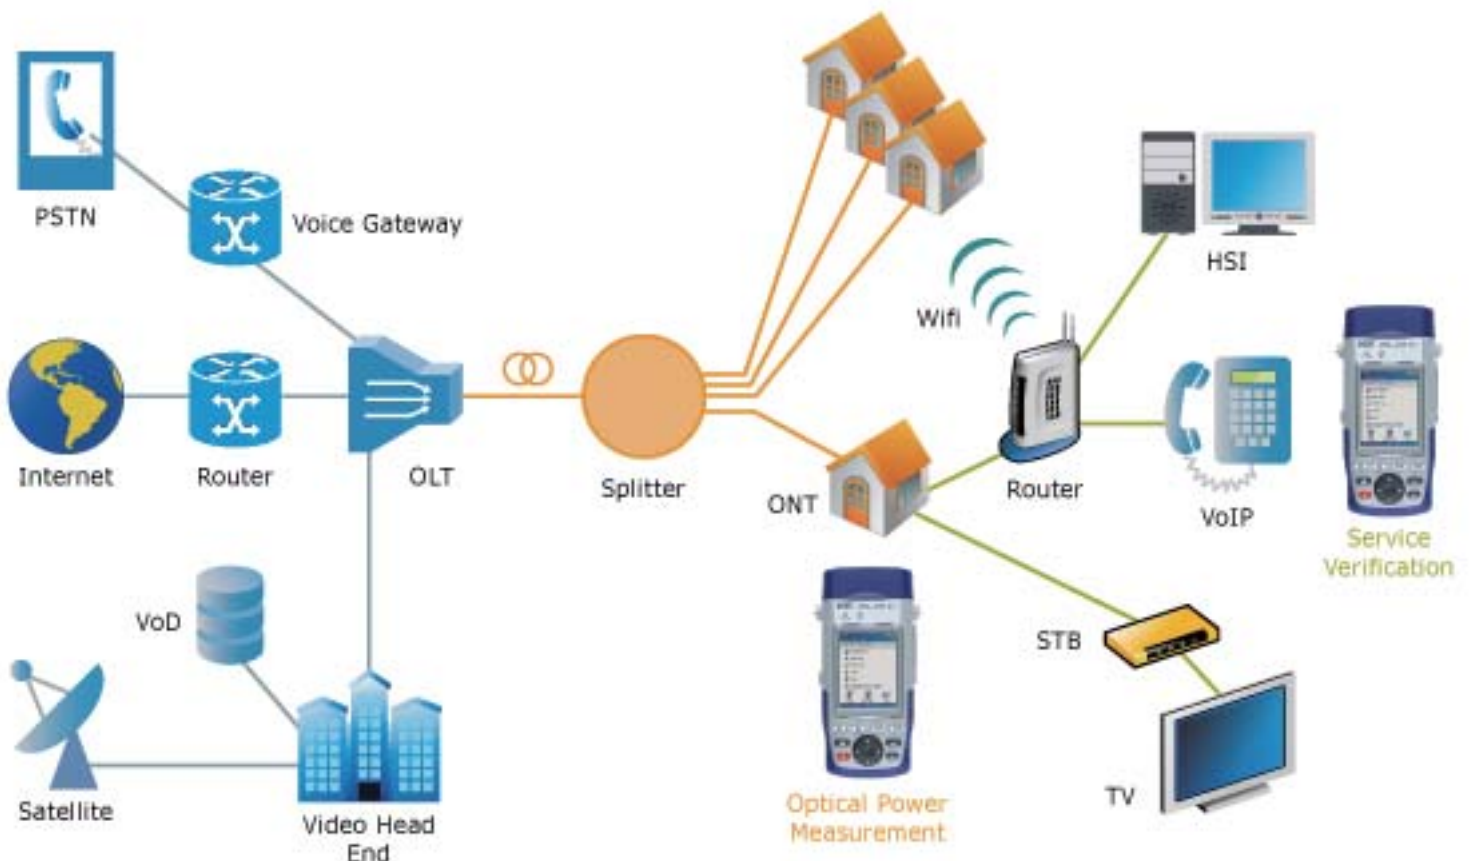 PSTN
Voice Gateway
Internet
Router
OLT
Splitter
VoD
Satellite
Video Head
End
Wifi
HSI
Router
VoIP
ONT
Service
Verification
STB
TV
Optical Power
Measurement